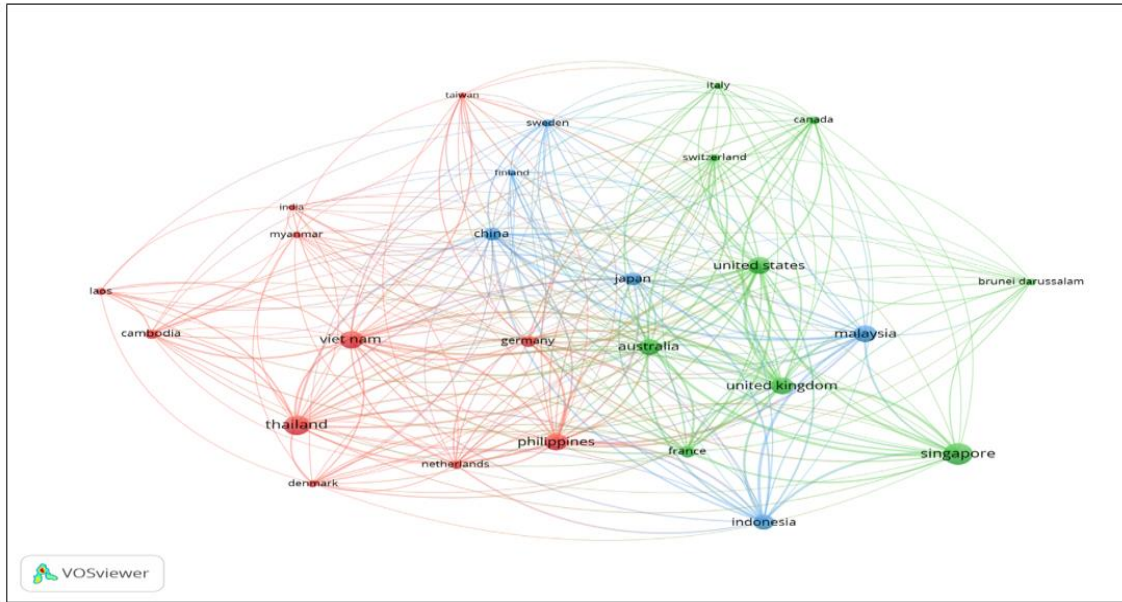 italy
taiwan
canada
sweden
switzerland
finland
india
myanmar
china
united states
japan
brunei darussalam
laos
cambodia
viet nam
germany
australia
malaysia
united kingdom
thailand
philippines
france
singapore
netherlands
denmark
indonesia
VOSviewer